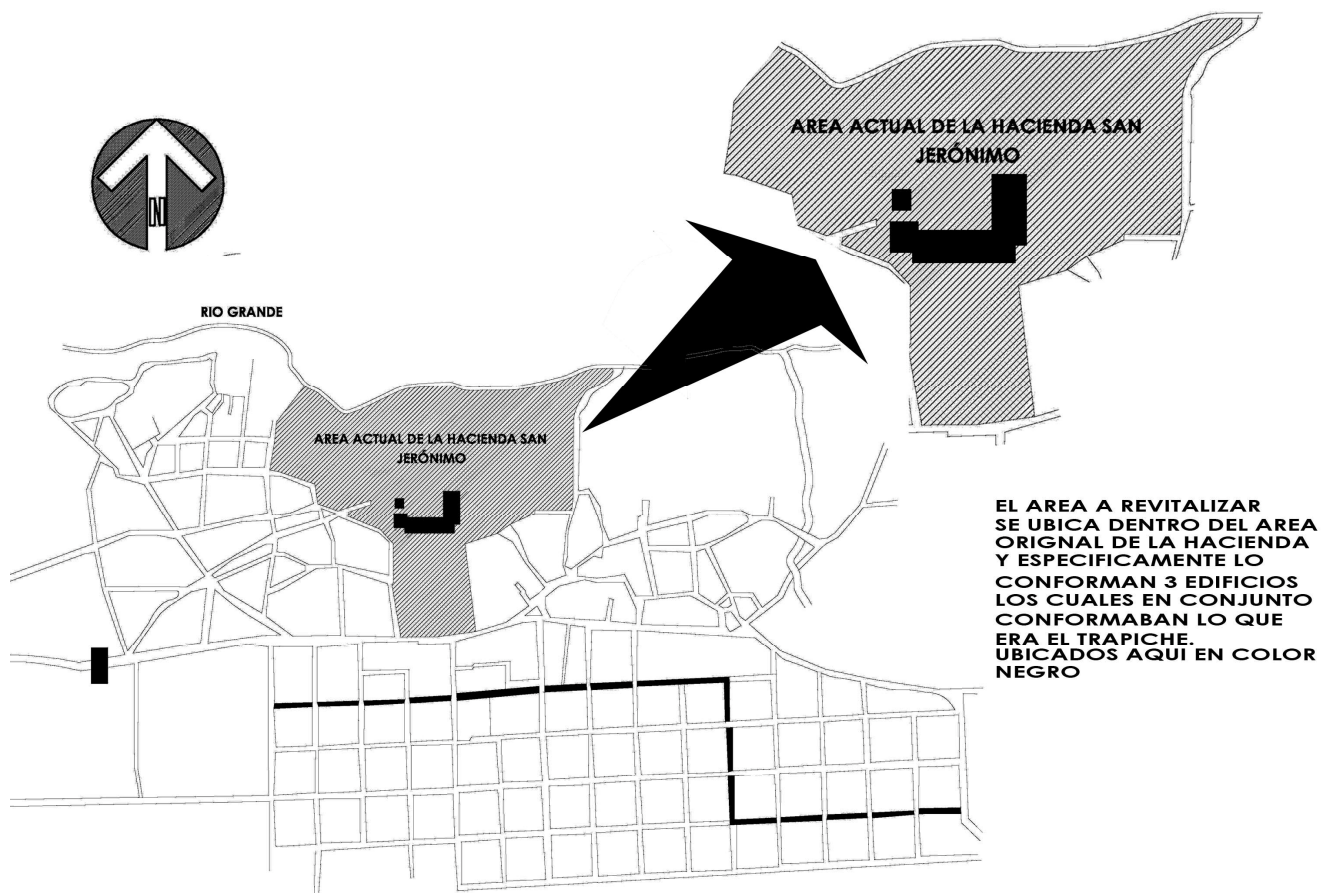 AREA ACTUAL DE LA HACIENDA SAN
JERÓNIMO
N
RIO GRANDE
AREA ACTUAL DE LA HACIENDA SAN
JERÓNIMO
EL AREA A REVITALIZAR
SE UBICA DENTRO DEL AREA
ORIGNAL DE LA HACIENDA
Y ESPECIFICAMENTE LO
CONFORMAN 3 EDIFICIOS
LOS CUALES EN CONJUNTO
CONFORMABAN LO QUE
ERA EL TRAPICHE.
UBICADOS AQUI EN COLOR
NEGRO